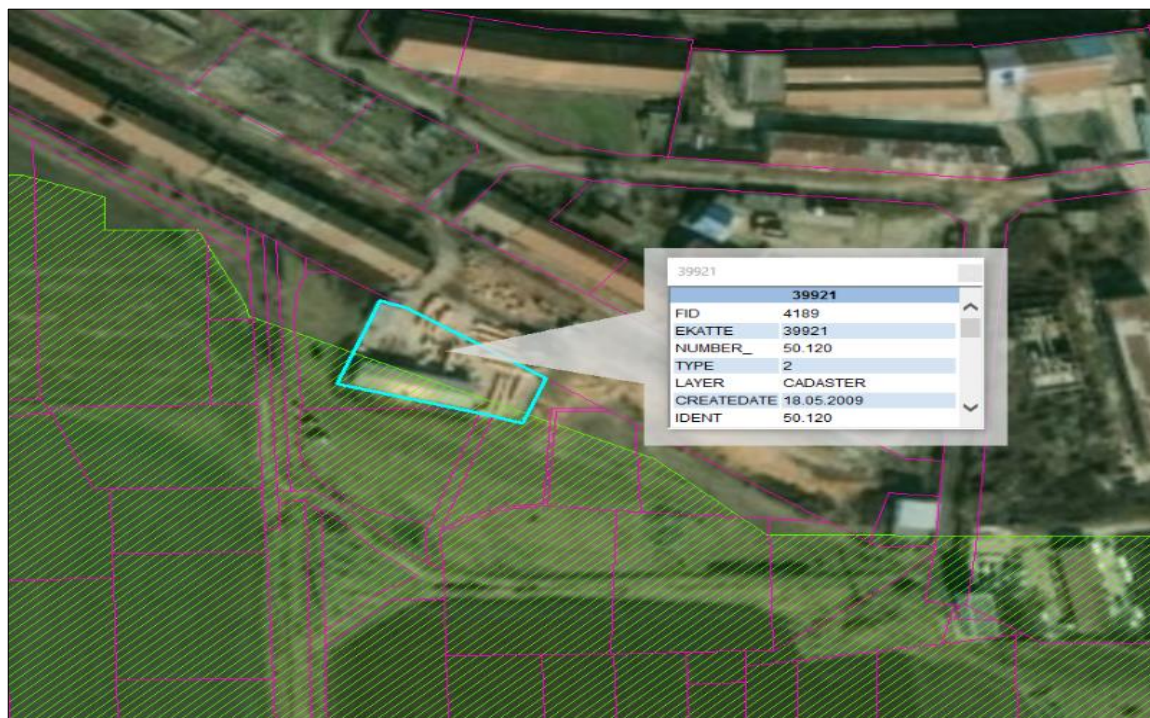 39921
39921
FID 4189
EKATTE 39921
NUMBER_ 50.120
TYPE 2
LAYER CADASTER
CREATEDATE 18.05.2009
IDENT 50.120